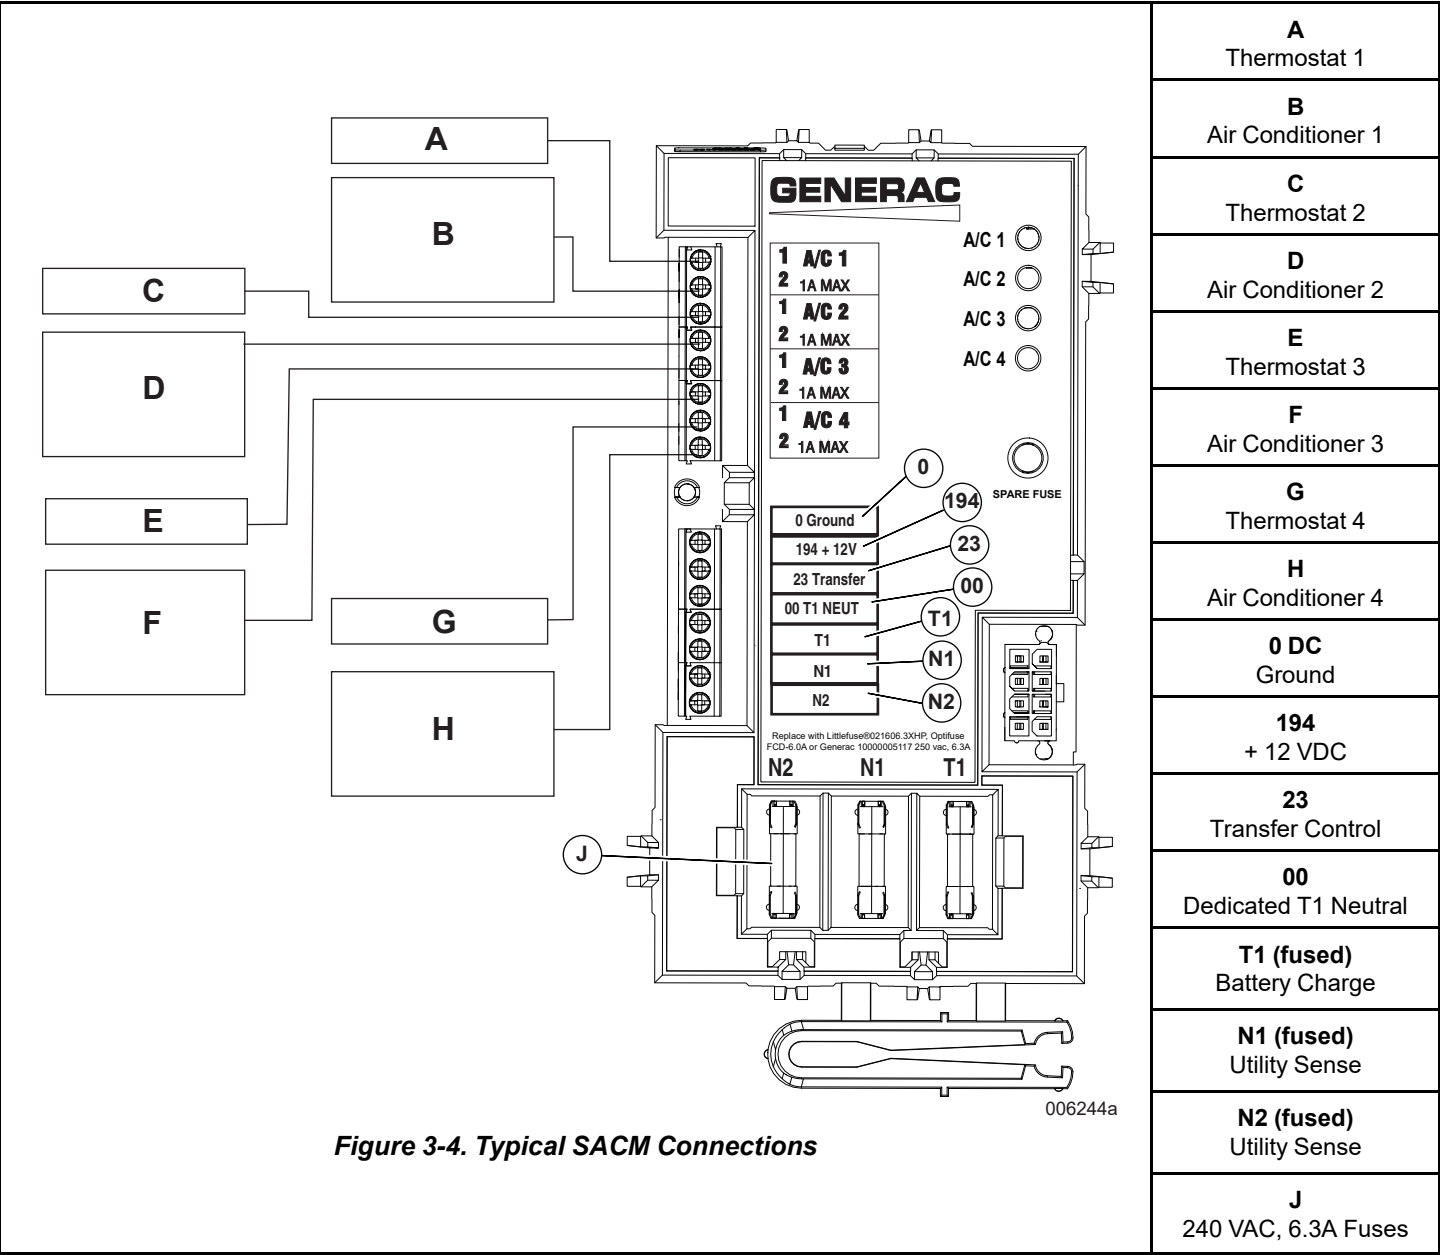 A
B
C
D
E
F
G
H
J
GENERAC
A/C 1
A/C 2
A/C 3
A/C 4
1 A/C 1
2 1A MAX
1 A/C 2
2 1A MAX
1 A/C 3
2 1A MAX
1 A/C 4
2 1A MAX
SPARE FUSE
0
194
23
00
T1
N1
N2
0 Ground
194 + 12V
23 Transfer
00 T1 NEUT
T1
N1
N2
Replace with Littlefuse®021606.3XHP, Optifuse
FCD-6.0A or Generac 10000005117 250 vac, 6.3A
N2 N1 T1
006244a
Figure 3-4. Typical SACM Connections
A
Thermostat 1
B
Air Conditioner 1
C
Thermostat 2
D
Air Conditioner 2
E
Thermostat 3
F
Air Conditioner 3
G
Thermostat 4
H
Air Conditioner 4
0 DC
Ground
194
+ 12 VDC
23
Transfer Control
00
Dedicated T1 Neutral
T1 (fused)
Battery Charge
N1 (fused)
Utility Sense
N2 (fused)
Utility Sense
J
240 VAC, 6.3A Fuses